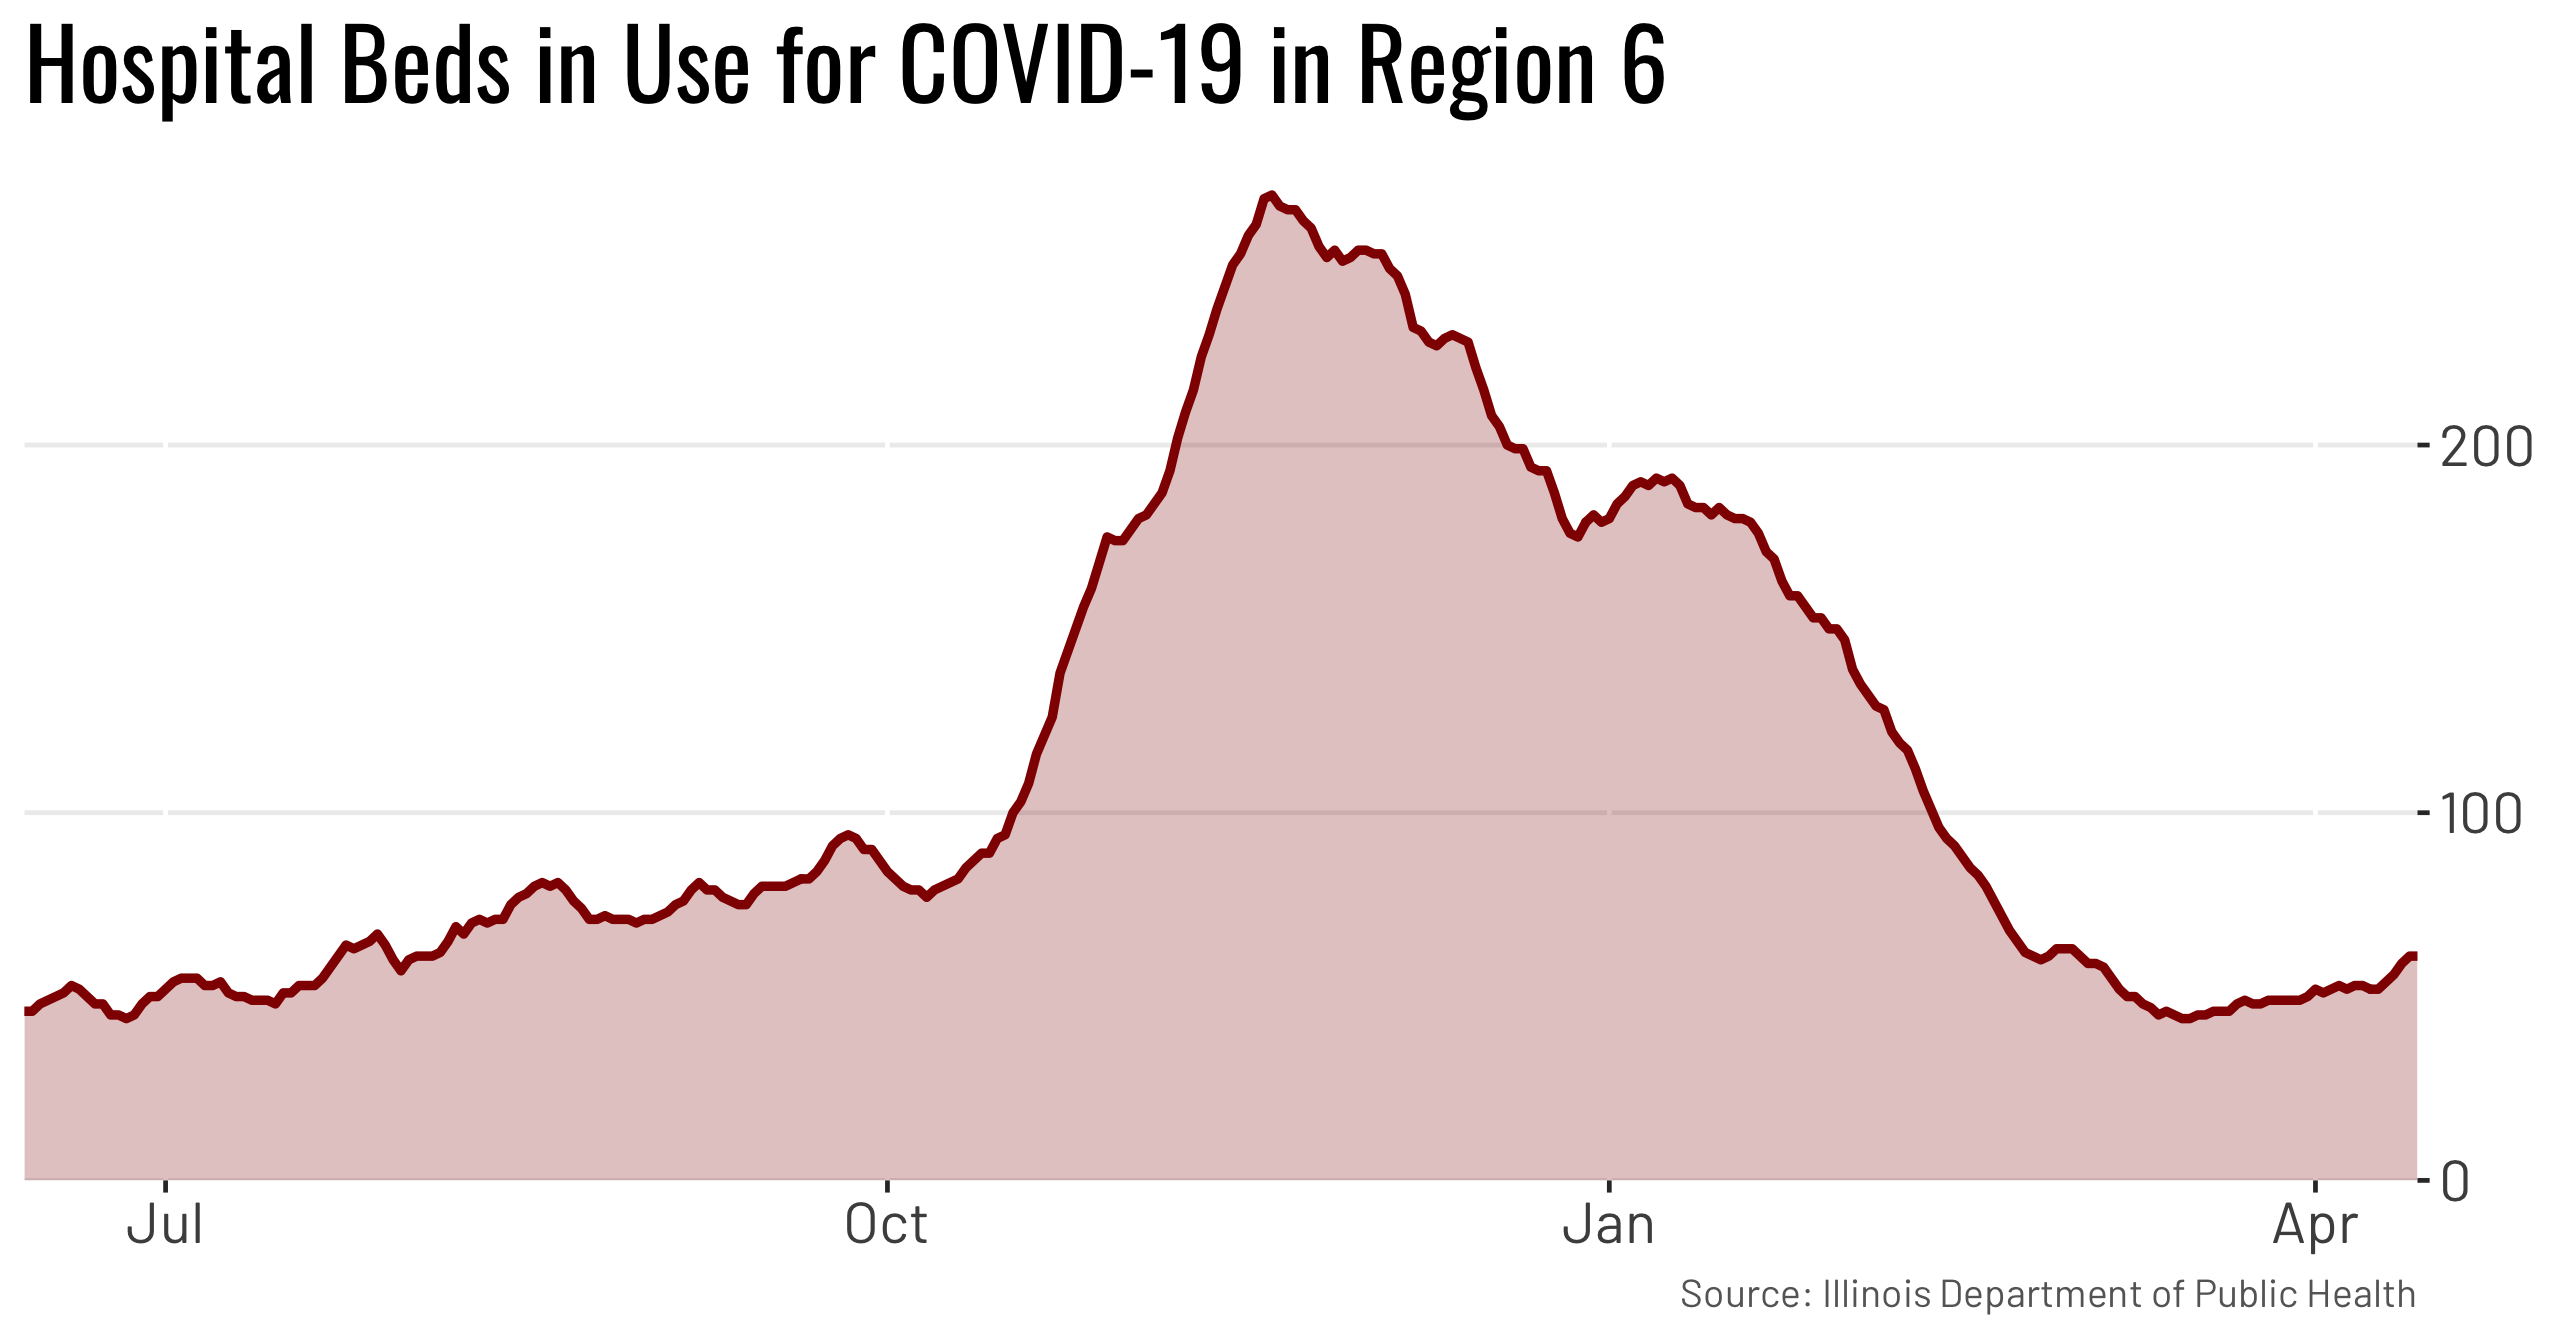 Hospital Beds in Use for COVID-19 in Region 6
200
100
0
Jul Oct Jan Apr
Source: Illinois Department of Public Health